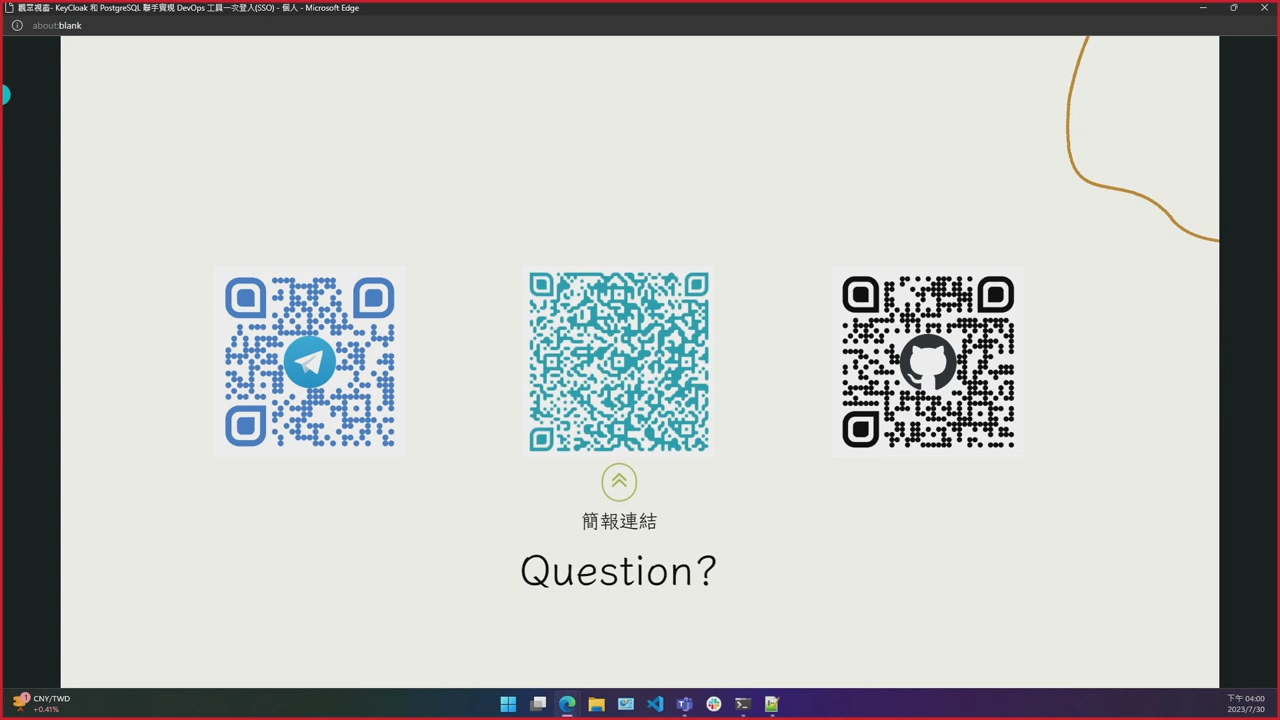 觀眾視窗- KeyCloak 和 PostgreSQL 聯手實現 DevOps 工具一次登入(SSO) - 個人 - Microsoft Edge
about:blank
簡報連結
Question?
1
CNY/TWD
+0.41%
下午 04:00
2023/7/30